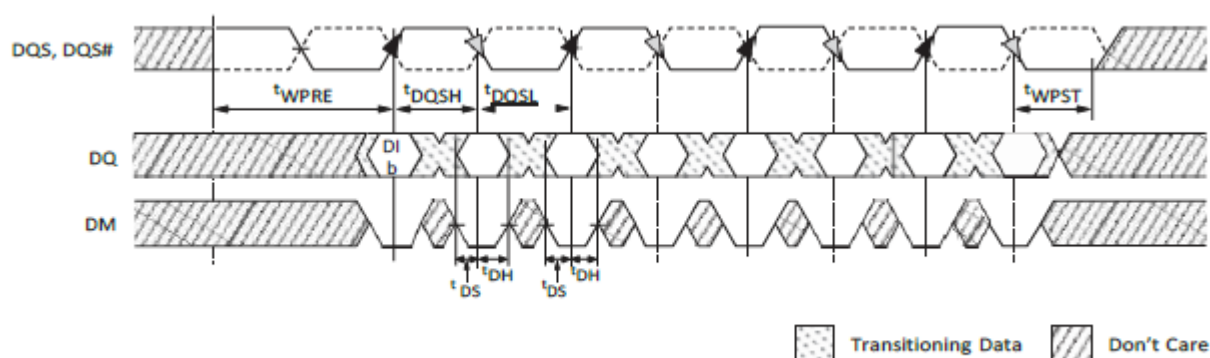 DQS, DQS#
tWPRE tDQSH tDQSL tWPST
DQ
DI
b
DM
tDS tDH tDS tDH
Transitioning Data Don't Care